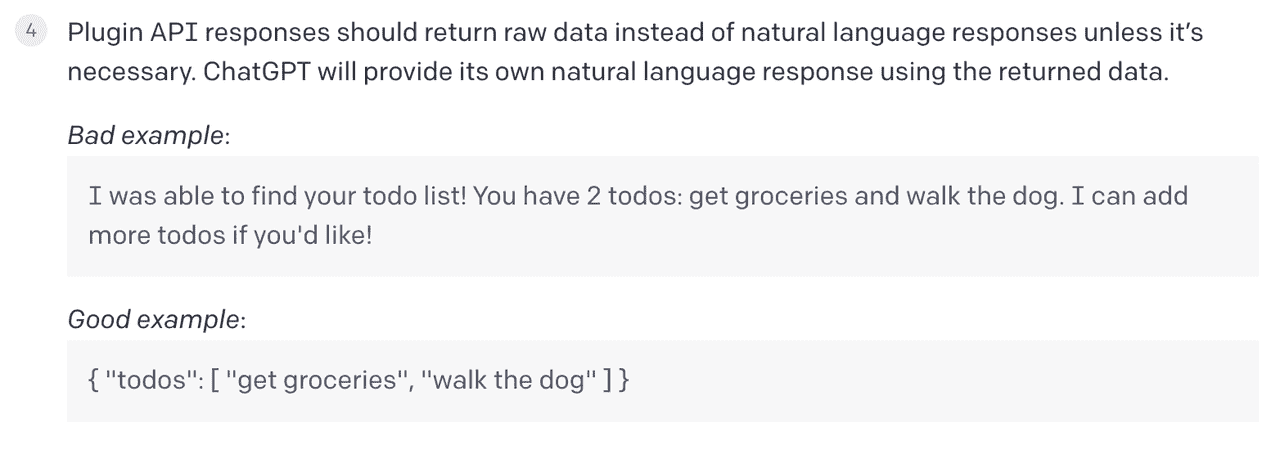 4
Plugin API responses should return raw data instead of natural language responses unless it’s
necessary. ChatGPT will provide its own natural language response using the returned data.
Bad example:
I was able to find your todo list! You have 2 todos: get groceries and walk the dog. I can add
more todos if you'd like!
Good example:
{ "todos": [ "get groceries", "walk the dog" ] }